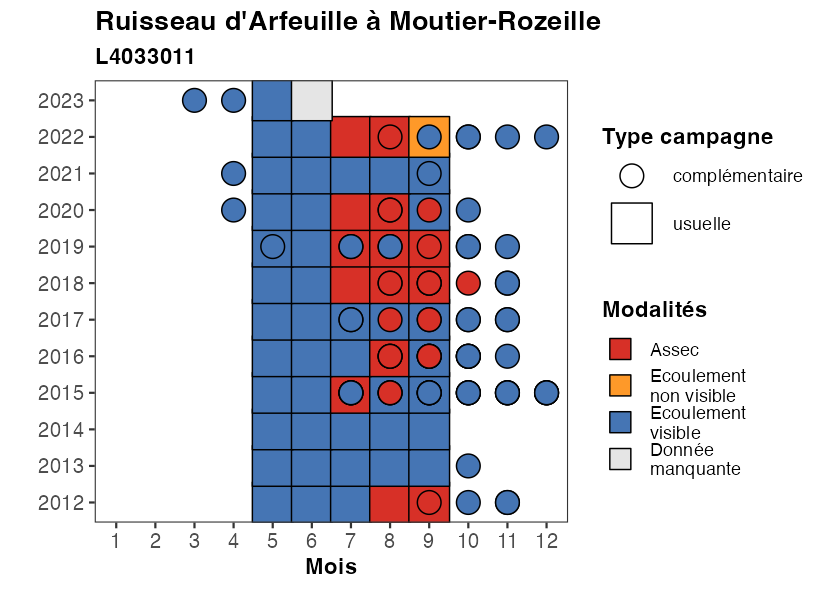 Ruisseau d'Arfeuille à Moutier-Rozeille
L4033011
2023
2022
2021
2020
2019
2018
2017
2016
2015
2014
2013
2012
1 2 3 4 5 6 7 8 9 10 11 12
Mois
Type campagne
complémentaire
usuelle
Modalités
Assec
Ecoulement
non visible
Ecoulement
visible
Donnée
manquante